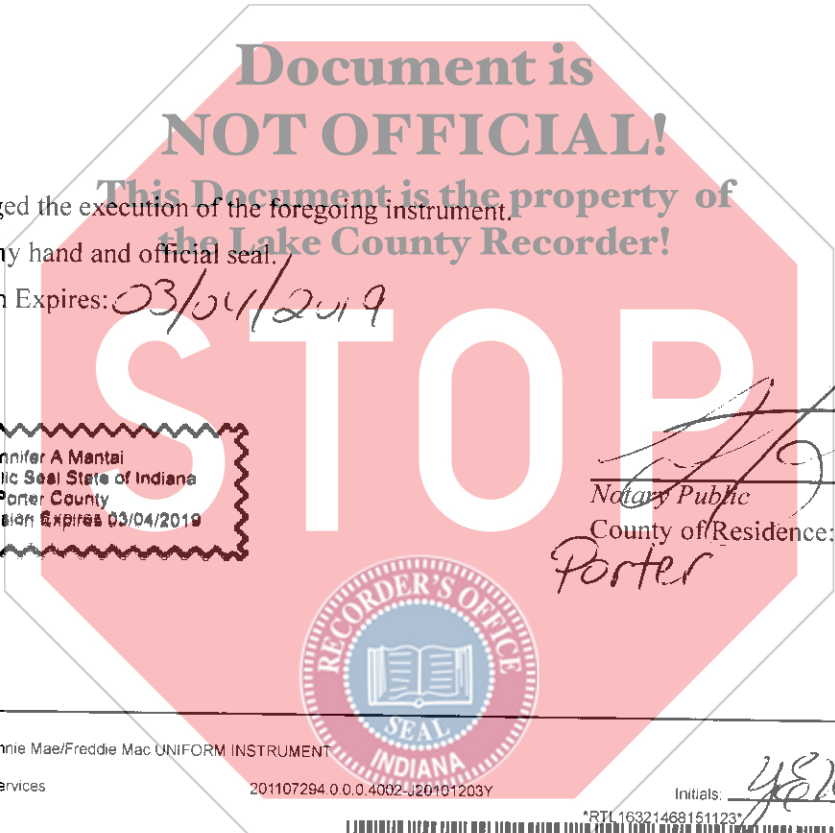 Document is
NOT OFFICIAL!
This Document is the property of
the Lake County Recorder!
ged the execution of the foregoing instrument.
y hand and official seal.
n Expires: 03/04/2019
STOP
nnifer A Mantai
lic Seal State of Indiana
Porter County
sion Expires 03/04/2019
Notary Public
County of Residence:
Porter
RECORDER'S OFFICE
SEAL
INDIANA
nnie Mae/Freddie Mac UNIFORM INSTRUMENT
ervices
201107294.0.0.0.4002-J20101203Y
Initials:
*RTL16321468151123*